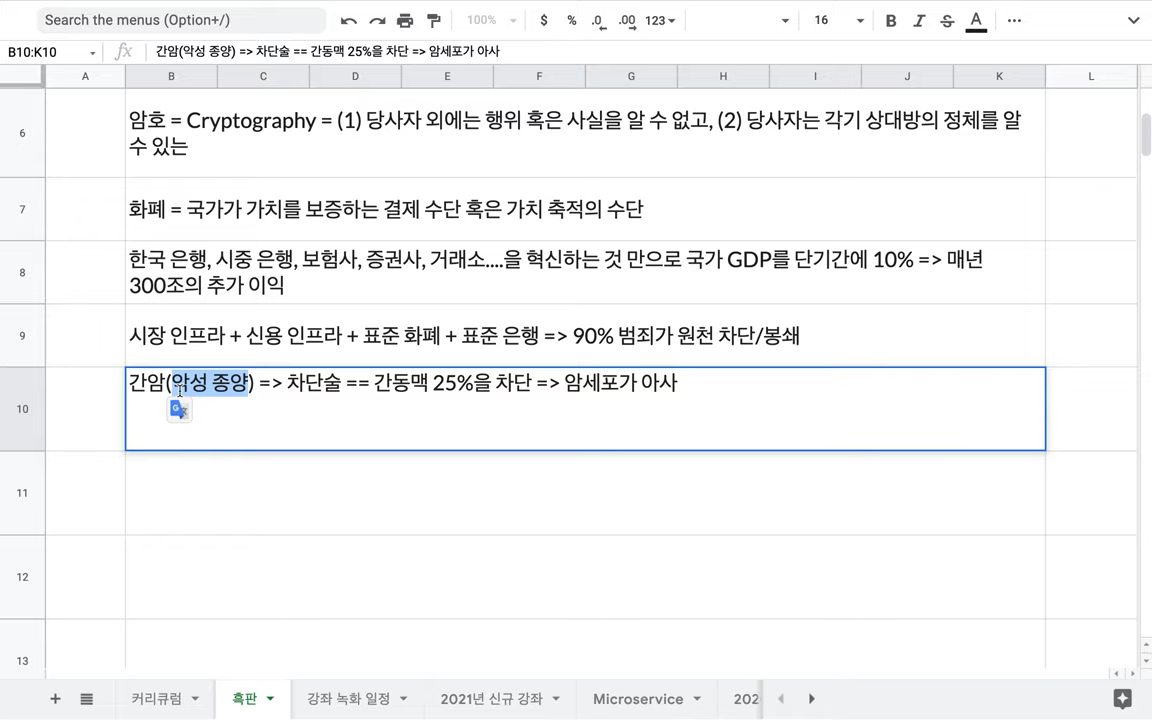 Search the menus (Option+/)
100%
$ % .0 .00 123
16
B I S A
B10:K10
fx
간암(악성 종양) => 차단술 == 간동맥 25%을 차단 => 암세포가 아사
A B C D E F G H I J K L
6
암호 = Cryptography = (1) 당사자 외에는 행위 혹은 사실을 알 수 없고, (2) 당사자는 각기 상대방의 정체를 알
수 있는
7
화폐 = 국가가 가치를 보증하는 결제 수단 혹은 가치 축적의 수단
8
한국 은행, 시중 은행, 보험사, 증권사, 거래소....을 혁신하는 것 만으로 국가 GDP를 단기간에 10% => 매년
300조의 추가 이익
9
시장 인프라 + 신용 인프라 + 표준 화폐 + 표준 은행 => 90% 범죄가 원천 차단/봉쇄
10
간암(악성 종양) => 차단술 == 간동맥 25%을 차단 => 암세포가 아사
11
12
13
커리큐럼 흑판 강좌 녹화 일정 2021년 신규 강좌 Microservice 202